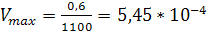 V_max = 0,6/1100 = 5,45 * 10^-4